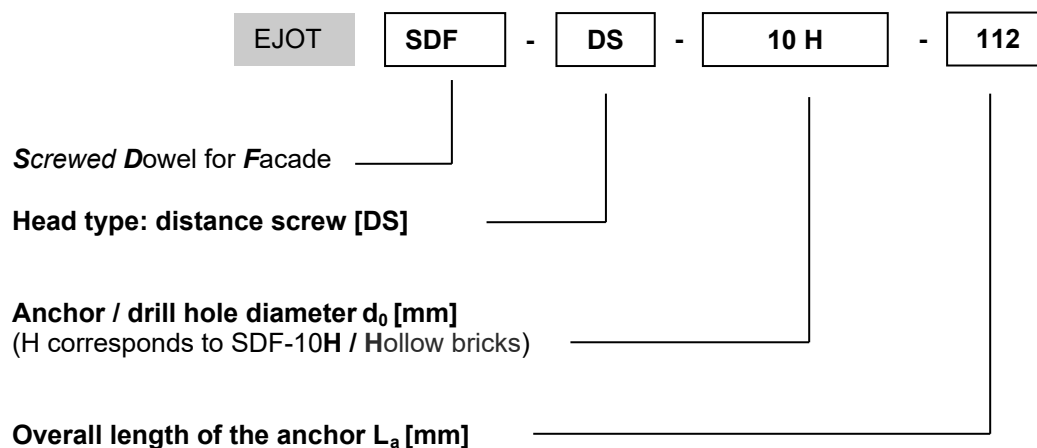 EJOT SDF - DS - 10 H - 112
Screwed Dowel for Facade
Head type: distance screw [DS]
Anchor / drill hole diameter d₀ [mm]
(H corresponds to SDF-10H / Hollow bricks)
Overall length of the anchor Lₐ [mm]